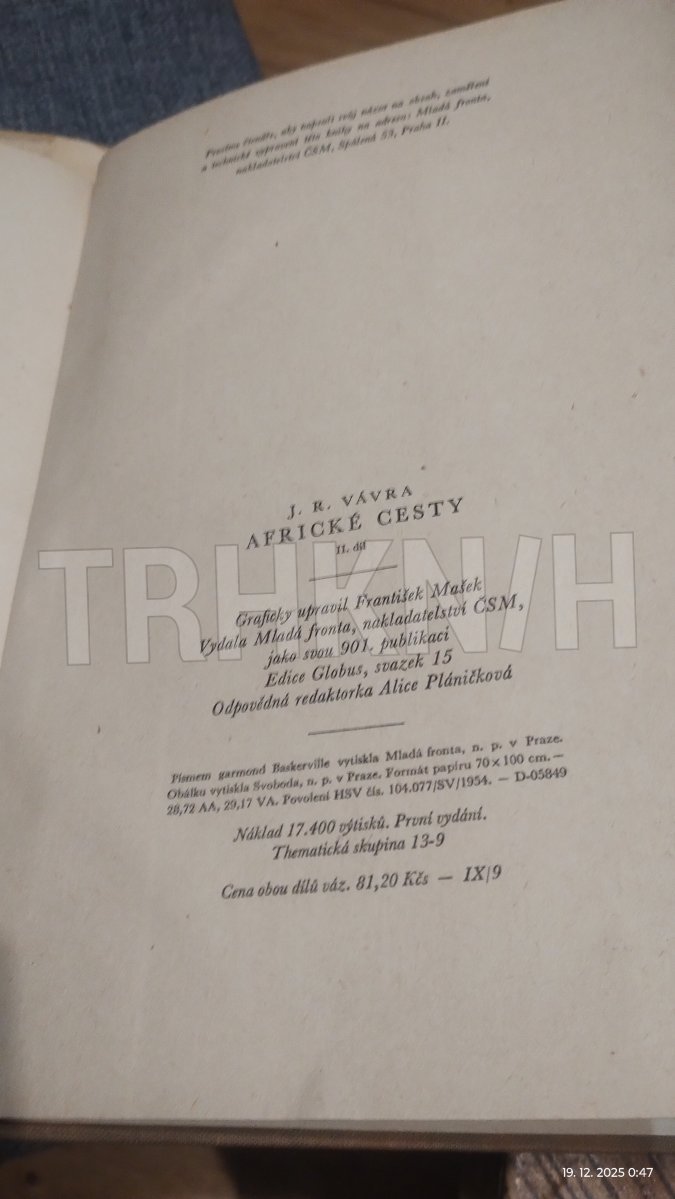 Prosíme čtenáře, aby napsali svůj názor na obsah, zaměření
a technické vypravení této knihy na adresu: Mladá fronta,
nakladatelství ČSM, Spálená 53, Praha II.
J. R. VÁVRA
AFRICKÉ CESTY
II. díl
Graficky upravil František Mašek
Vydala Mladá fronta, nakladatelství ČSM,
jako svou 901. publikaci
Edice Globus, svazek 15
Odpovědná redaktorka Alice Pláničková
TRHKNIH
Písmem garmond Baskerville vytiskla Mladá fronta, n. p. v Praze.
Obálku vytiskla Svoboda, n. p. v Praze. Formát papíru 70 × 100 cm. —
28,72 AA, 29,17 VA. Povolení HSV čís. 104.077/SV/1954. — D-05849
Náklad 17.400 výtisků. První vydání.
Thematická skupina 13-9
Cena obou dílů váz. 81,20 Kčs — IX/9
19. 12. 2025 0:47